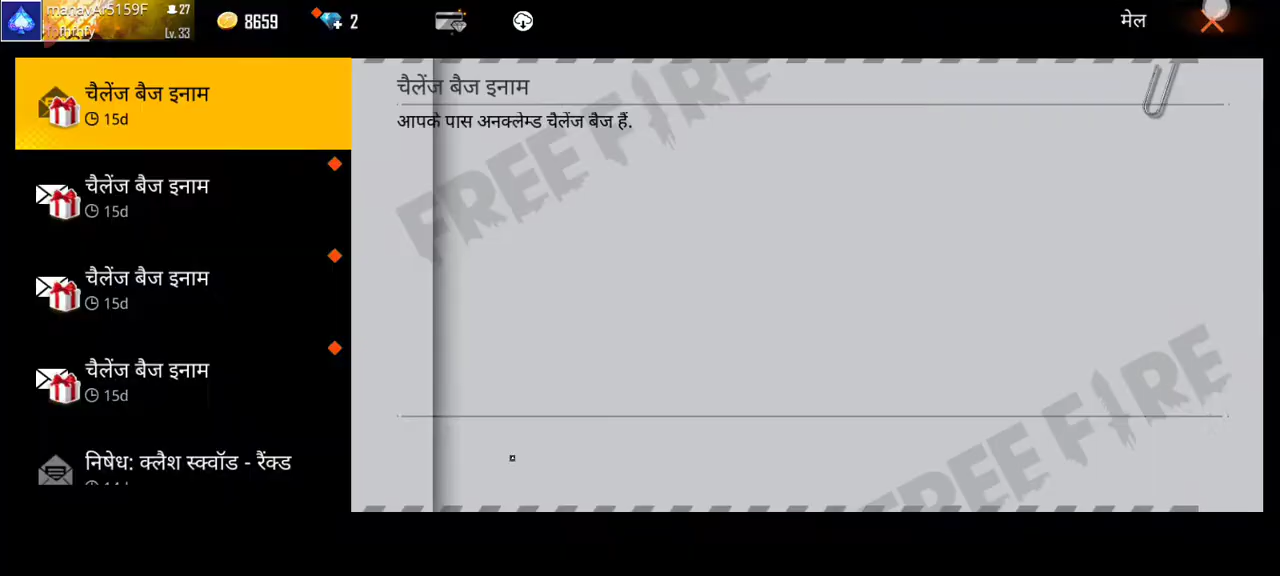 manavAr5159F
27
Lv. 33
8659
2
मेल
चैलेंज बैज इनाम
15d
चैलेंज बैज इनाम
15d
चैलेंज बैज इनाम
15d
चैलेंज बैज इनाम
15d
निषेध: क्लैश स्क्वॉड - रैंक्ड
चैलेंज बैज इनाम
आपके पास अनक्लेम्ड चैलेंज बैज हैं.
FREE FIRE
FREE FIRE